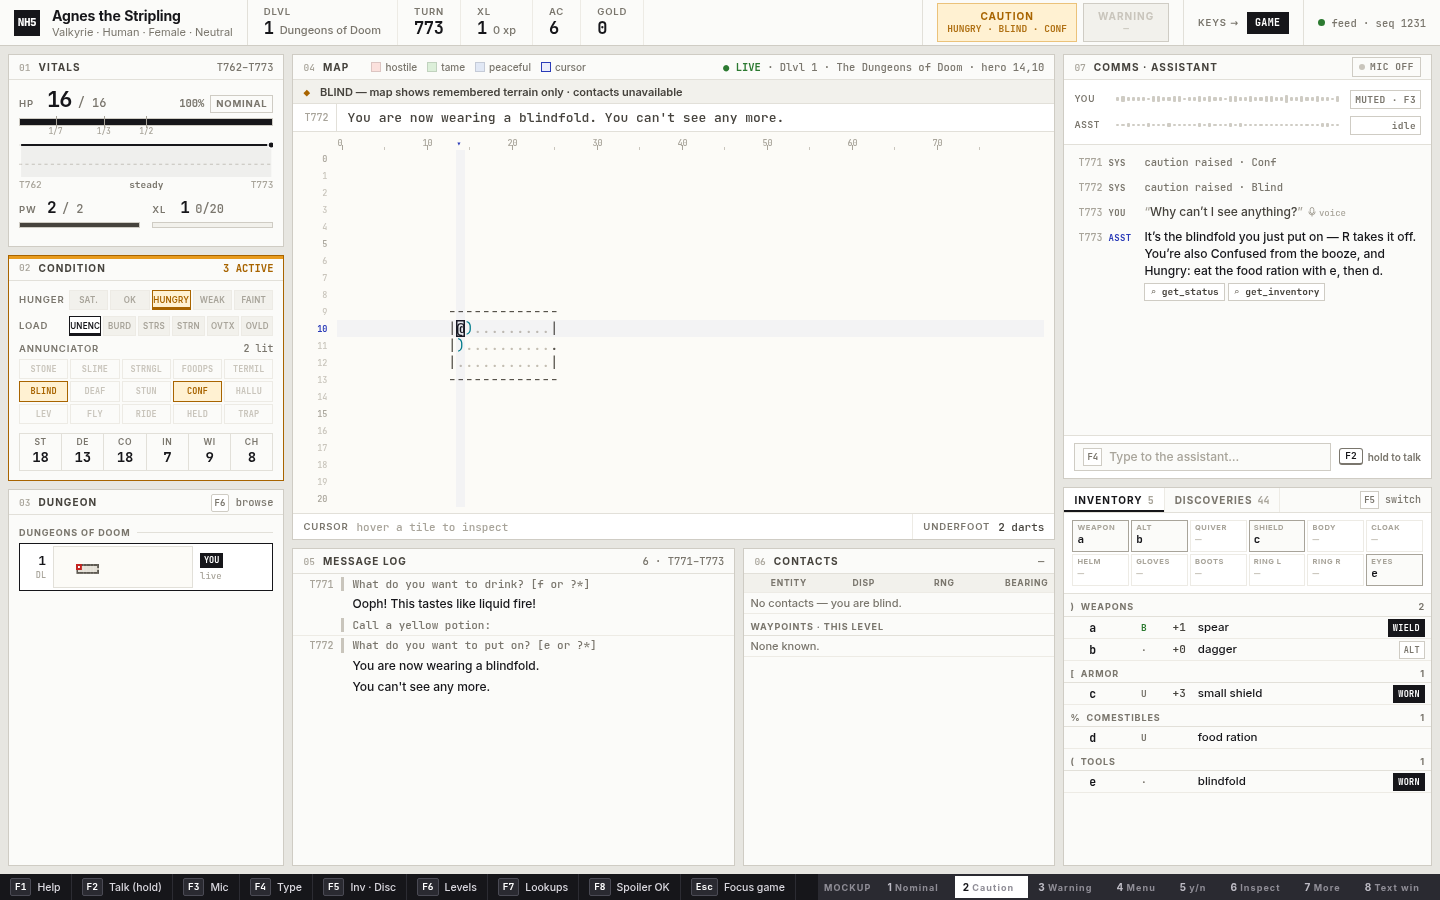 NH5
Agnes the Stripling
Valkyrie · Human · Female · Neutral
DLVL
1 Dungeons of Doom
TURN
773
XL
1 0 xp
AC
6
GOLD
0
CAUTION
HUNGRY · BLIND · CONF
WARNING
—
KEYS → GAME
feed · seq 1231
01 VITALS T762–T773
HP 16 / 16 100% NOMINAL
1/7 1/3 1/2
T762 steady T773
PW 2 / 2 XL 1 0/20
02 CONDITION 3 ACTIVE
HUNGER SAT. OK HUNGRY WEAK FAINT
LOAD UNENC BURD STRS STRN OVTX OVLD
ANNUNCIATOR 2 lit
STONE SLIME STRNGL FOODPS TERMIL
BLIND DEAF STUN CONF HALLU
LEV FLY RIDE HELD TRAP
ST DE CO IN WI CH
18 13 18 7 9 8
03 DUNGEON F6 browse
DUNGEONS OF DOOM
1 DL YOU live
04 MAP hostile tame peaceful cursor ● LIVE · Dlvl 1 · The Dungeons of Doom · hero 14,10
◆ BLIND — map shows remembered terrain only · contacts unavailable
T772 You are now wearing a blindfold. You can't see any more.
0 10 20 30 40 50 60 70
0
1
2
3
4
5
6
7
8
9 -------------
10 |@).........|
11 |)...........
12 |...........|
13 -------------
14
15
16
17
18
19
20
CURSOR hover a tile to inspect UNDERFOOT 2 darts
05 MESSAGE LOG 6 · T771–T773
T771 What do you want to drink? [f or ?*]
Ooph! This tastes like liquid fire!
Call a yellow potion:
T772 What do you want to put on? [e or ?*]
You are now wearing a blindfold.
You can't see any more.
06 CONTACTS —
ENTITY DISP RNG BEARING
No contacts — you are blind.
WAYPOINTS · THIS LEVEL
None known.
07 COMMS · ASSISTANT MIC OFF
YOU MUTED · F3
ASST idle
T771 SYS caution raised · Conf
T772 SYS caution raised · Blind
T773 YOU “Why can’t I see anything?” voice
T773 ASST It’s the blindfold you just put on — R takes it off.
You’re also Confused from the booze, and
Hungry: eat the food ration with e, then d.
get_status get_inventory
F4 Type to the assistant… F2 hold to talk
INVENTORY 5 DISCOVERIES 44 F5 switch
WEAPON ALT QUIVER SHIELD BODY CLOAK
a b — c — —
HELM GLOVES BOOTS RING L RING R EYES
— — — — — e
) WEAPONS 2
a B +1 spear WIELD
b · +0 dagger ALT
[ ARMOR 1
c U +3 small shield WORN
% COMESTIBLES 1
d U food ration
( TOOLS 1
e · blindfold WORN
F1 Help F2 Talk (hold) F3 Mic F4 Type F5 Inv · Disc F6 Levels F7 Lookups F8 Spoiler OK Esc Focus game MOCKUP 1 Nominal 2 Caution 3 Warning 4 Menu 5 y/n 6 Inspect 7 More 8 Text win